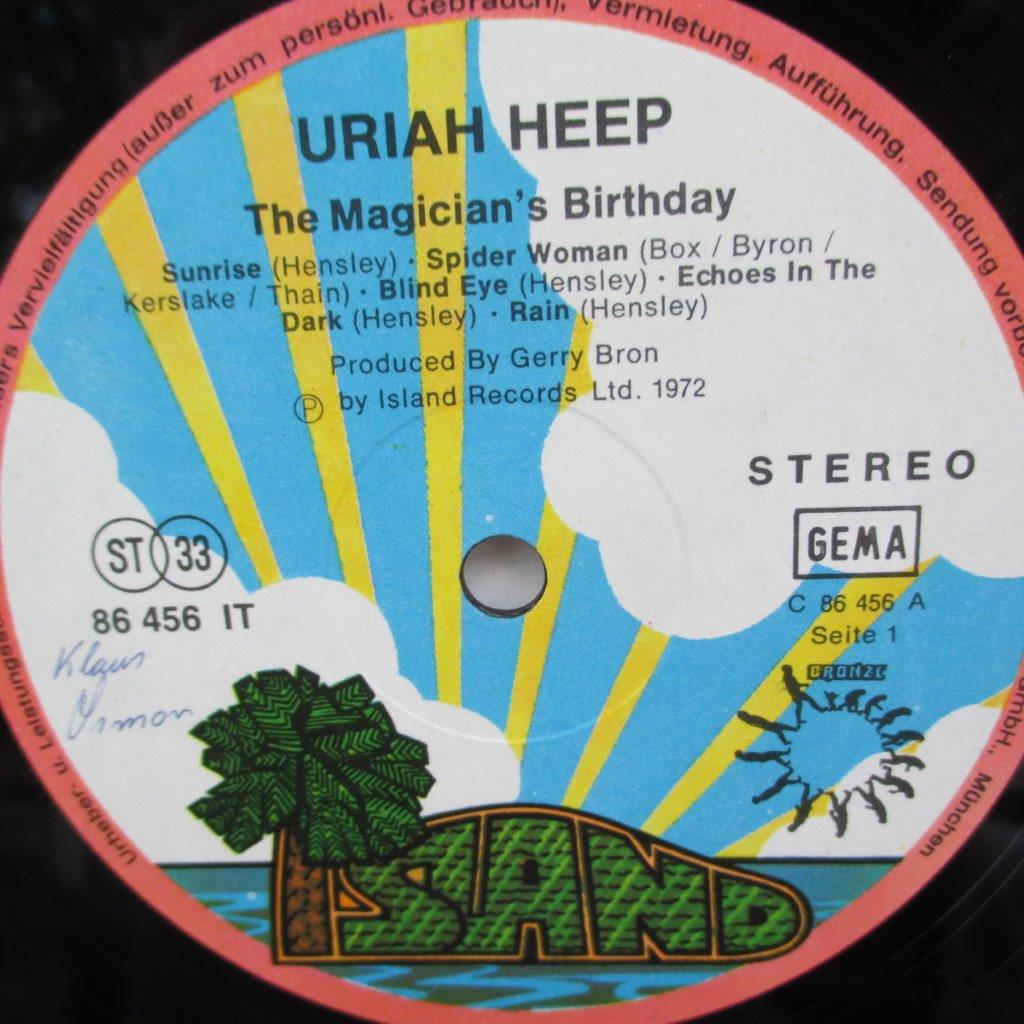 ers Vervielfältigung (außer zum persönl. Gebrauch), Vermietung, Aufführung, Sendung vorbe
URIAH HEEP
The Magician's Birthday
Sunrise (Hensley) · Spider Woman (Box / Byron /
Kerslake / Thain) · Blind Eye (Hensley) · Echoes In The
Dark (Hensley) · Rain (Hensley)
Produced By Gerry Bron
Ⓟ by Island Records Ltd. 1972
STEREO
ST 33
GEMA
86 456 IT
C 86 456 A
Seite 1
Klaus
BRONZE
ISLAND
Urheber- u. Leistungssc
GmbH., München